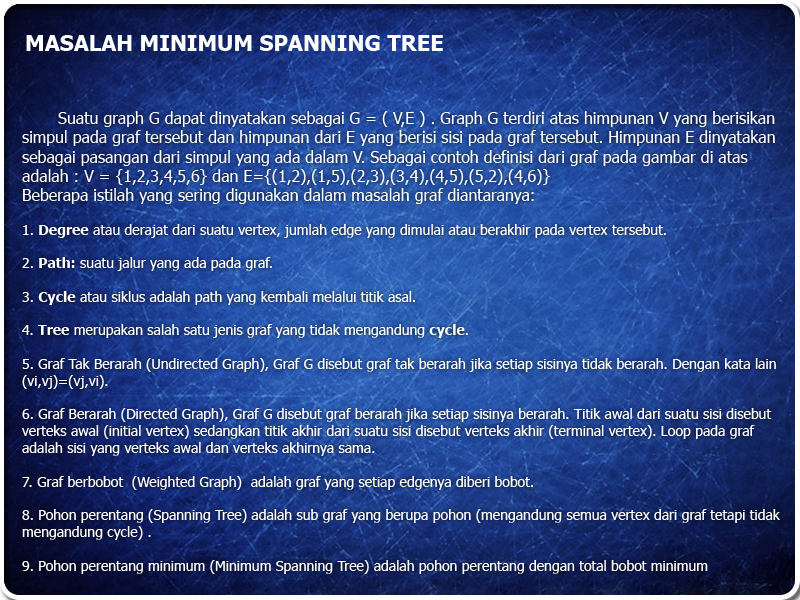 MASALAH MINIMUM SPANNING TREE
Suatu graph G dapat dinyatakan sebagai G = ( V,E ) . Graph G terdiri atas himpunan V yang berisikan
simpul pada graf tersebut dan himpunan dari E yang berisi sisi pada graf tersebut. Himpunan E dinyatakan
sebagai pasangan dari simpul yang ada dalam V. Sebagai contoh definisi dari graf pada gambar di atas
adalah : V = {1,2,3,4,5,6} dan E={(1,2),(1,5),(2,3),(3,4),(4,5),(5,2),(4,6)}
Beberapa istilah yang sering digunakan dalam masalah graf diantaranya:
1. Degree atau derajat dari suatu vertex, jumlah edge yang dimulai atau berakhir pada vertex tersebut.
2. Path: suatu jalur yang ada pada graf.
3. Cycle atau siklus adalah path yang kembali melalui titik asal.
4. Tree merupakan salah satu jenis graf yang tidak mengandung cycle.
5. Graf Tak Berarah (Undirected Graph), Graf G disebut graf tak berarah jika setiap sisinya tidak berarah. Dengan kata lain
(vi,vj)=(vj,vi).
6. Graf Berarah (Directed Graph), Graf G disebut graf berarah jika setiap sisinya berarah. Titik awal dari suatu sisi disebut
verteks awal (initial vertex) sedangkan titik akhir dari suatu sisi disebut verteks akhir (terminal vertex). Loop pada graf
adalah sisi yang verteks awal dan verteks akhirnya sama.
7. Graf berbobot  (Weighted Graph)  adalah graf yang setiap edgenya diberi bobot.
8. Pohon perentang (Spanning Tree) adalah sub graf yang berupa pohon (mengandung semua vertex dari graf tetapi tidak
mengandung cycle) .
9. Pohon perentang minimum (Minimum Spanning Tree) adalah pohon perentang dengan total bobot minimum